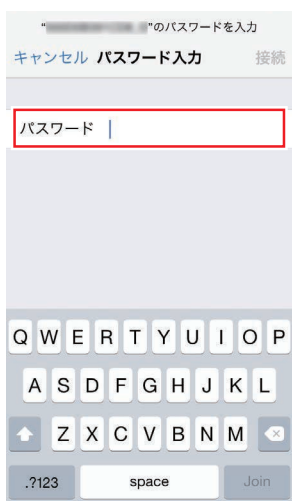 “ ”のパスワードを入力
キャンセル パスワード入力 接続
パスワード
Q W E R T Y U I O P
A S D F G H J K L
Z X C V B N M
.?123 space Join